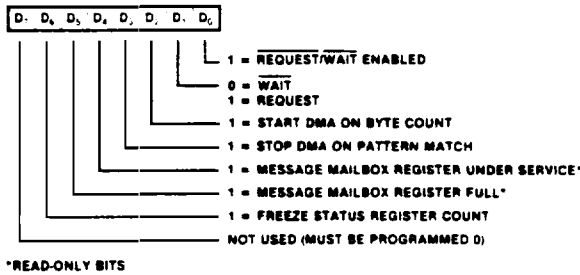 D7 D6 D5 D4 D3 D2 D1 D0
1 = REQUEST/WAIT ENABLED
0 = WAIT
1 = REQUEST
1 = START DMA ON BYTE COUNT
1 = STOP DMA ON PATTERN MATCH
1 = MESSAGE MAILBOX REGISTER UNDER SERVICE*
1 = MESSAGE MAILBOX REGISTER FULL*
1 = FREEZE STATUS REGISTER COUNT
NOT USED (MUST BE PROGRAMMED 0)
*READ-ONLY BITS